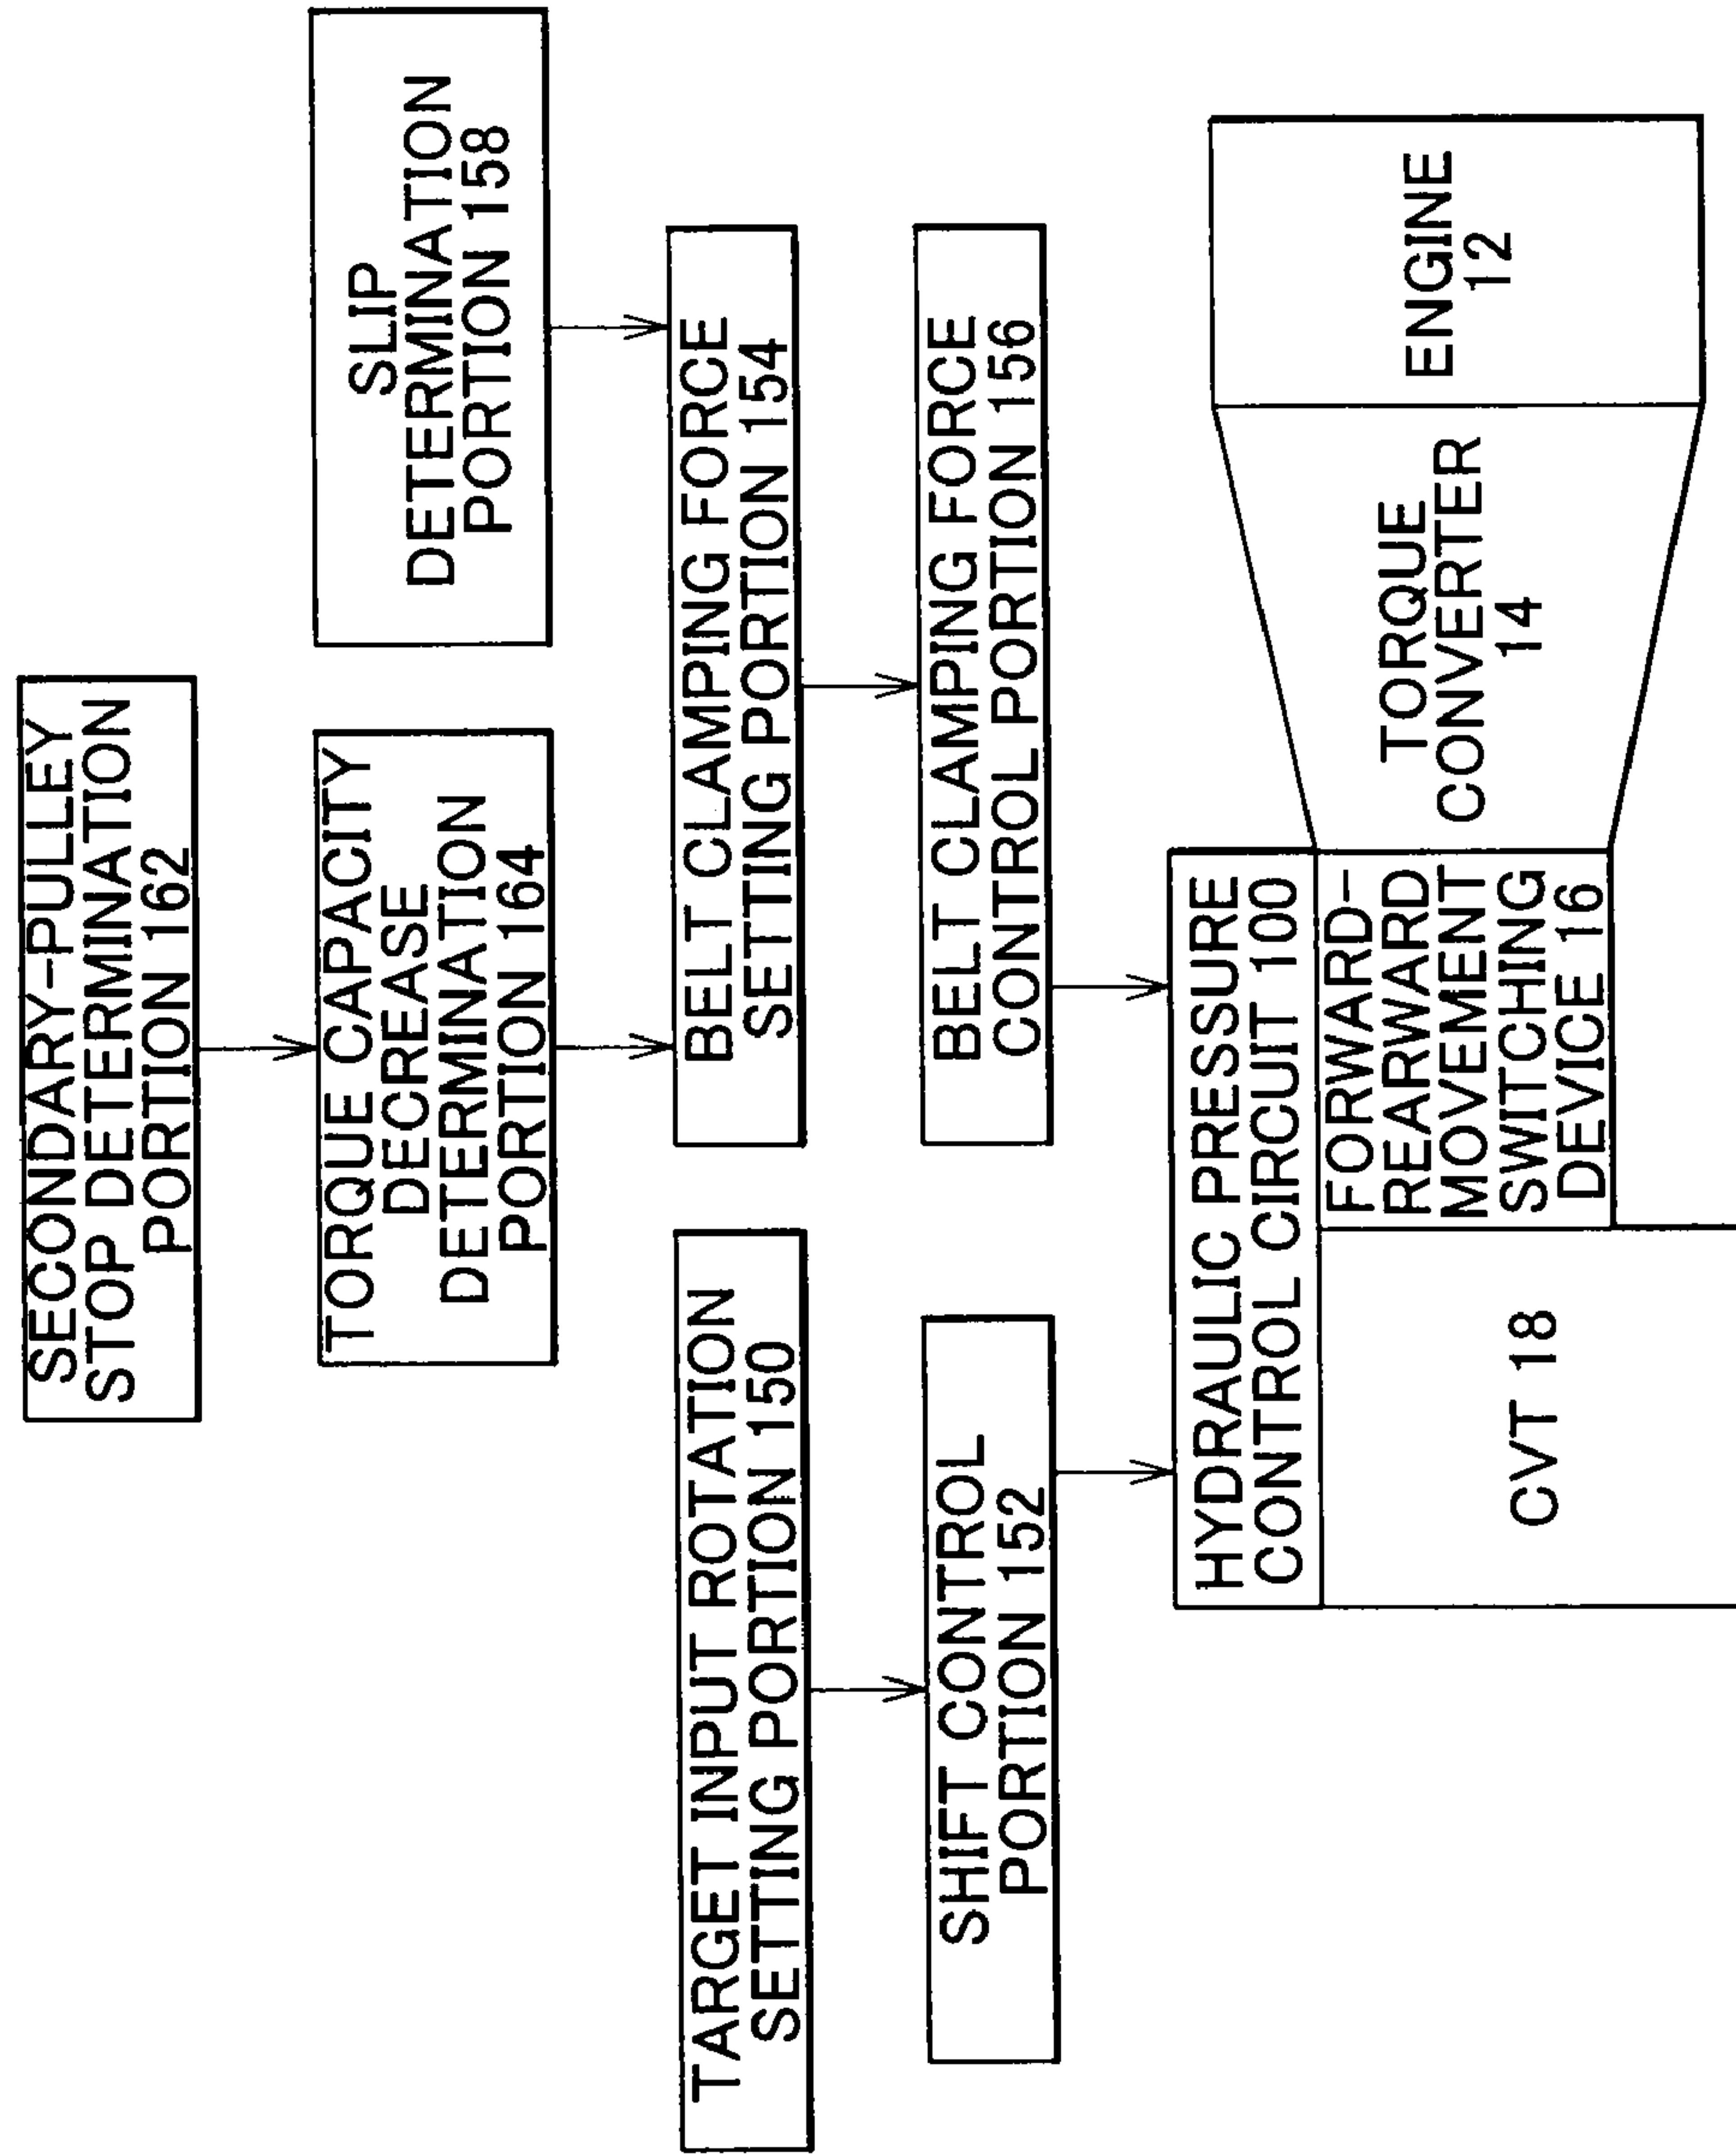 SECONDARY-PULLEY
STOP DETERMINATION
PORTION 162
TORQUE CAPACITY
DECREASE
DETERMINATION
PORTION 164
SLIP
DETERMINATION
PORTION 158
TARGET INPUT ROTATION
SETTING PORTION 150
BELT CLAMPING FORCE
SETTING PORTION 154
SHIFT CONTROL
PORTION 152
BELT CLAMPING FORCE
CONTROL PORTION 156
HYDRAULIC PRESSURE
CONTROL CIRCUIT 100
CVT 18
FORWARD-
REARWARD
MOVEMENT
SWITCHING
DEVICE 16
TORQUE
CONVERTER
14
ENGINE
12